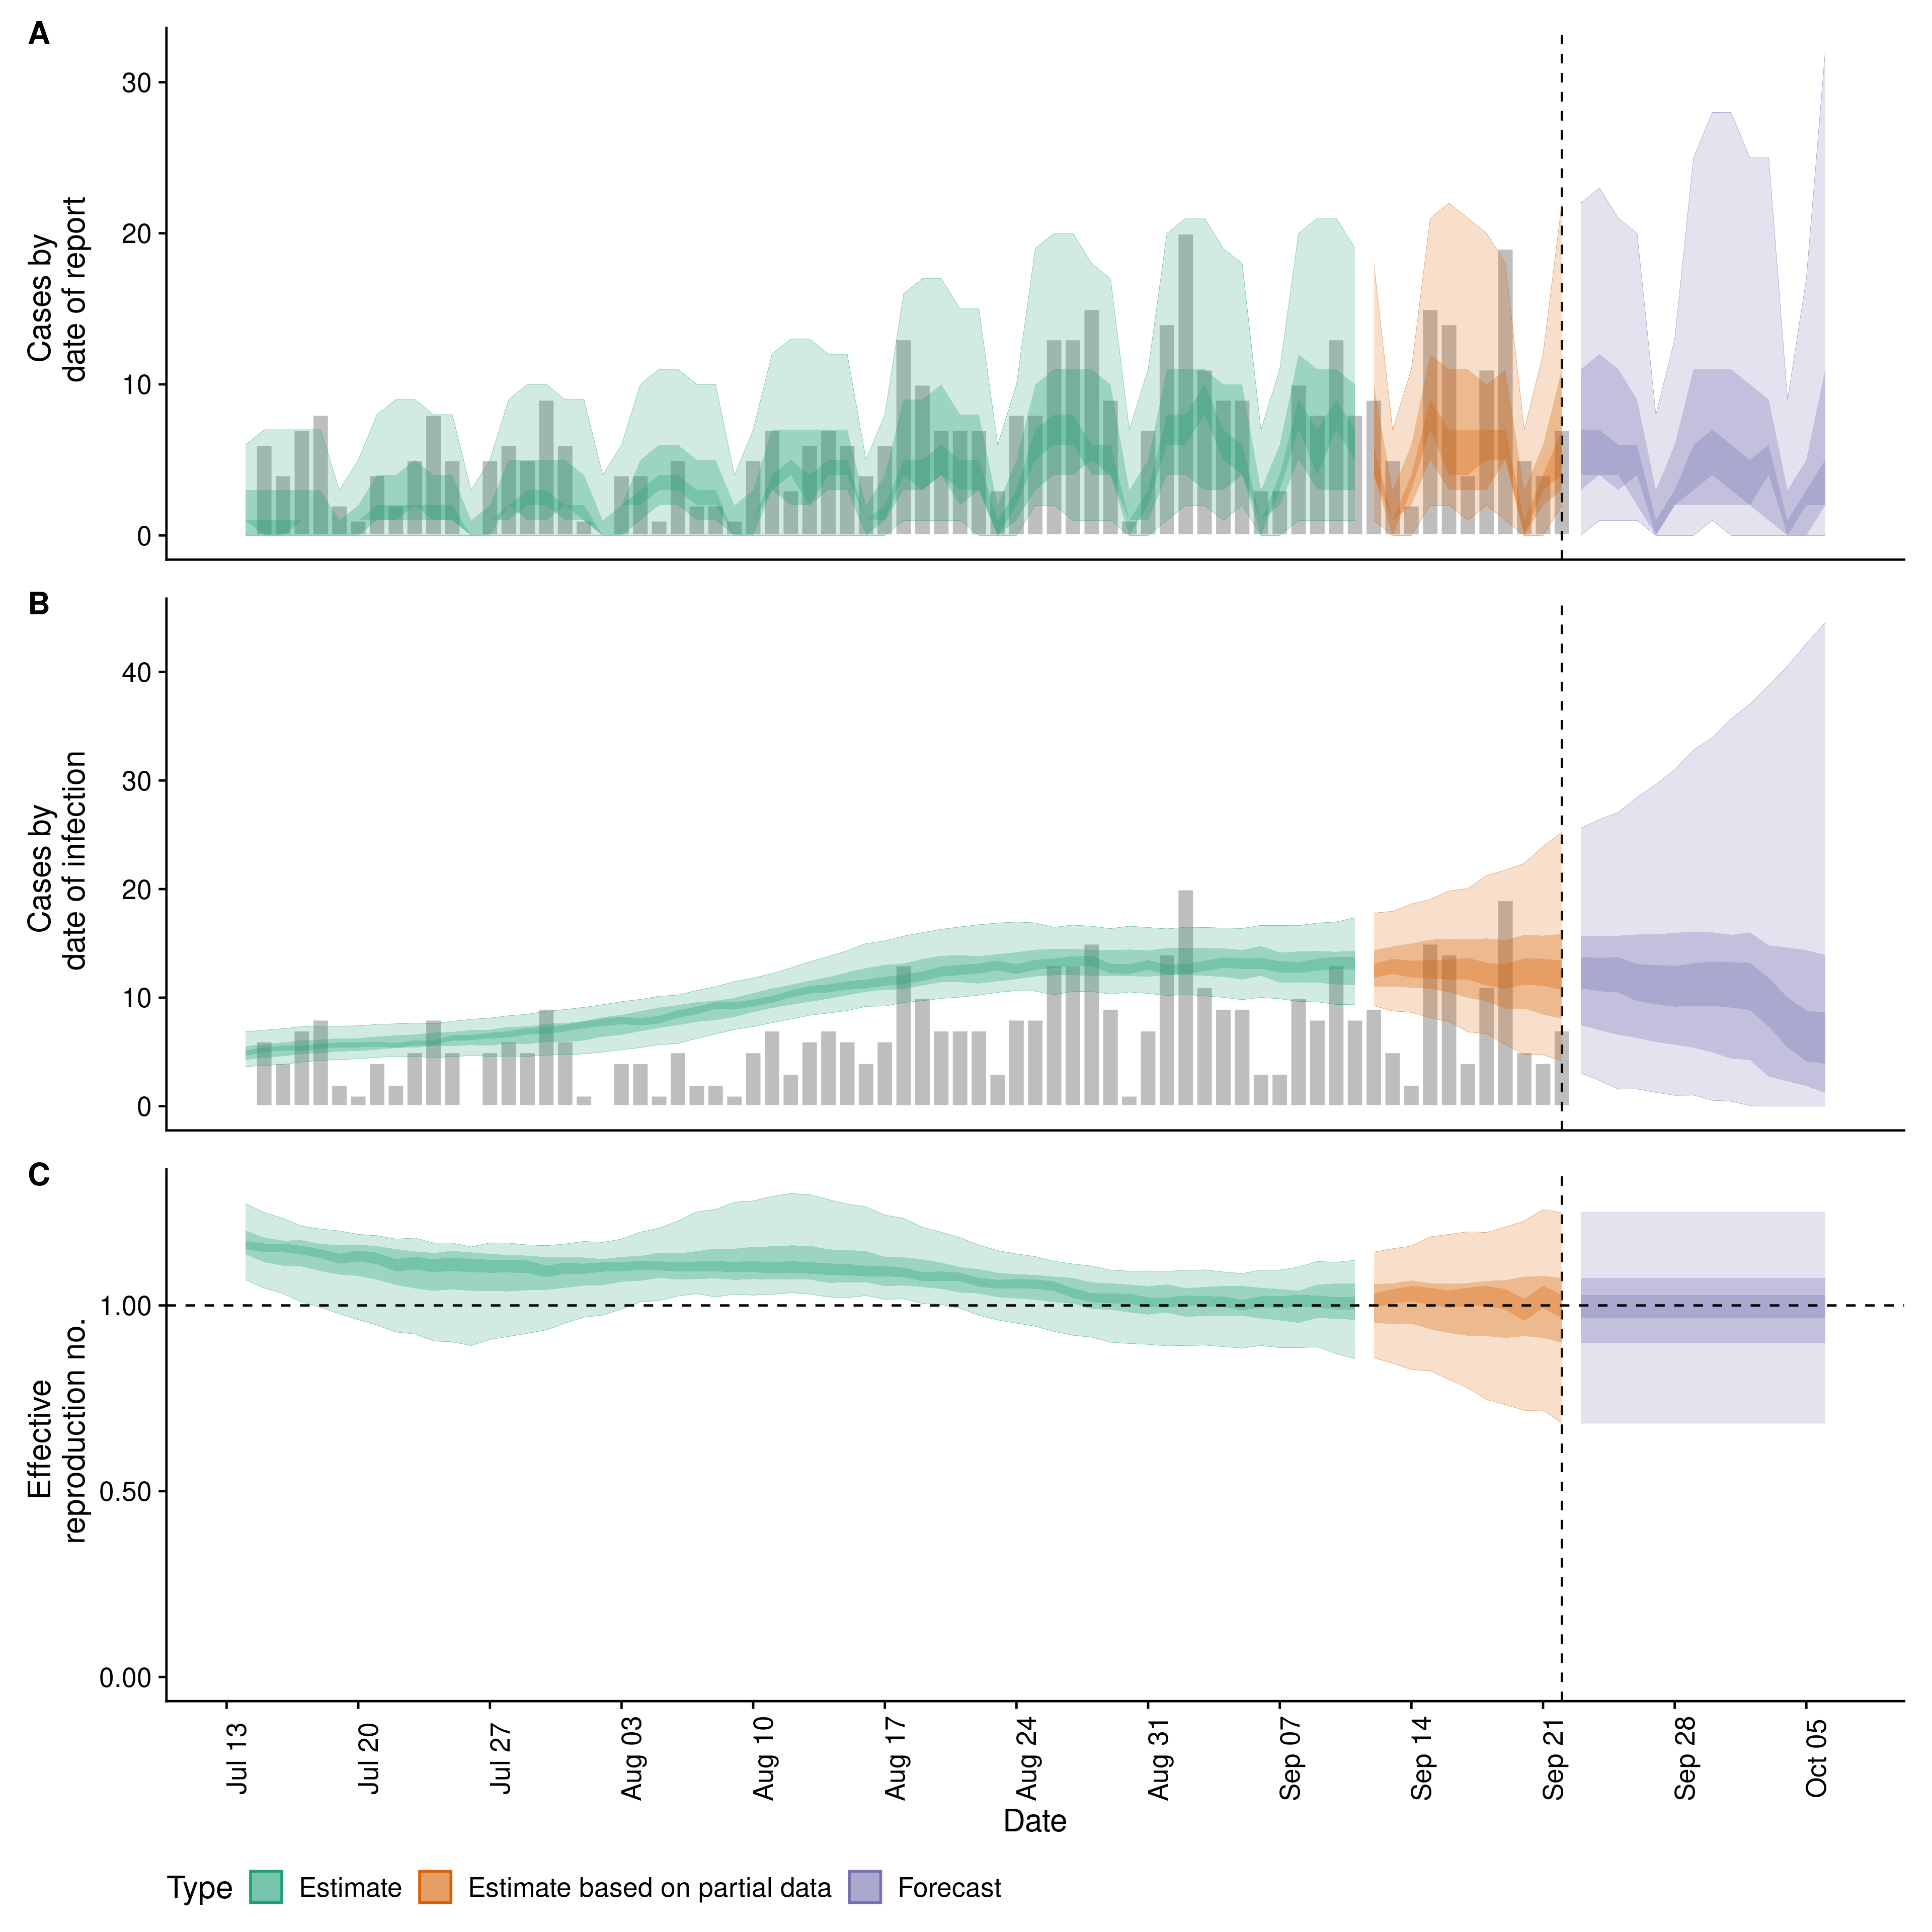 A
30
20
10
0
Cases by
date of report
B
40
30
20
10
0
Cases by
date of infection
C
1.00
0.50
0.00
Effective
reproduction no.
Jul 13
Jul 20
Jul 27
Aug 03
Aug 10
Aug 17
Aug 24
Aug 31
Sep 07
Sep 14
Sep 21
Sep 28
Oct 05
Date
Type Estimate Estimate based on partial data Forecast